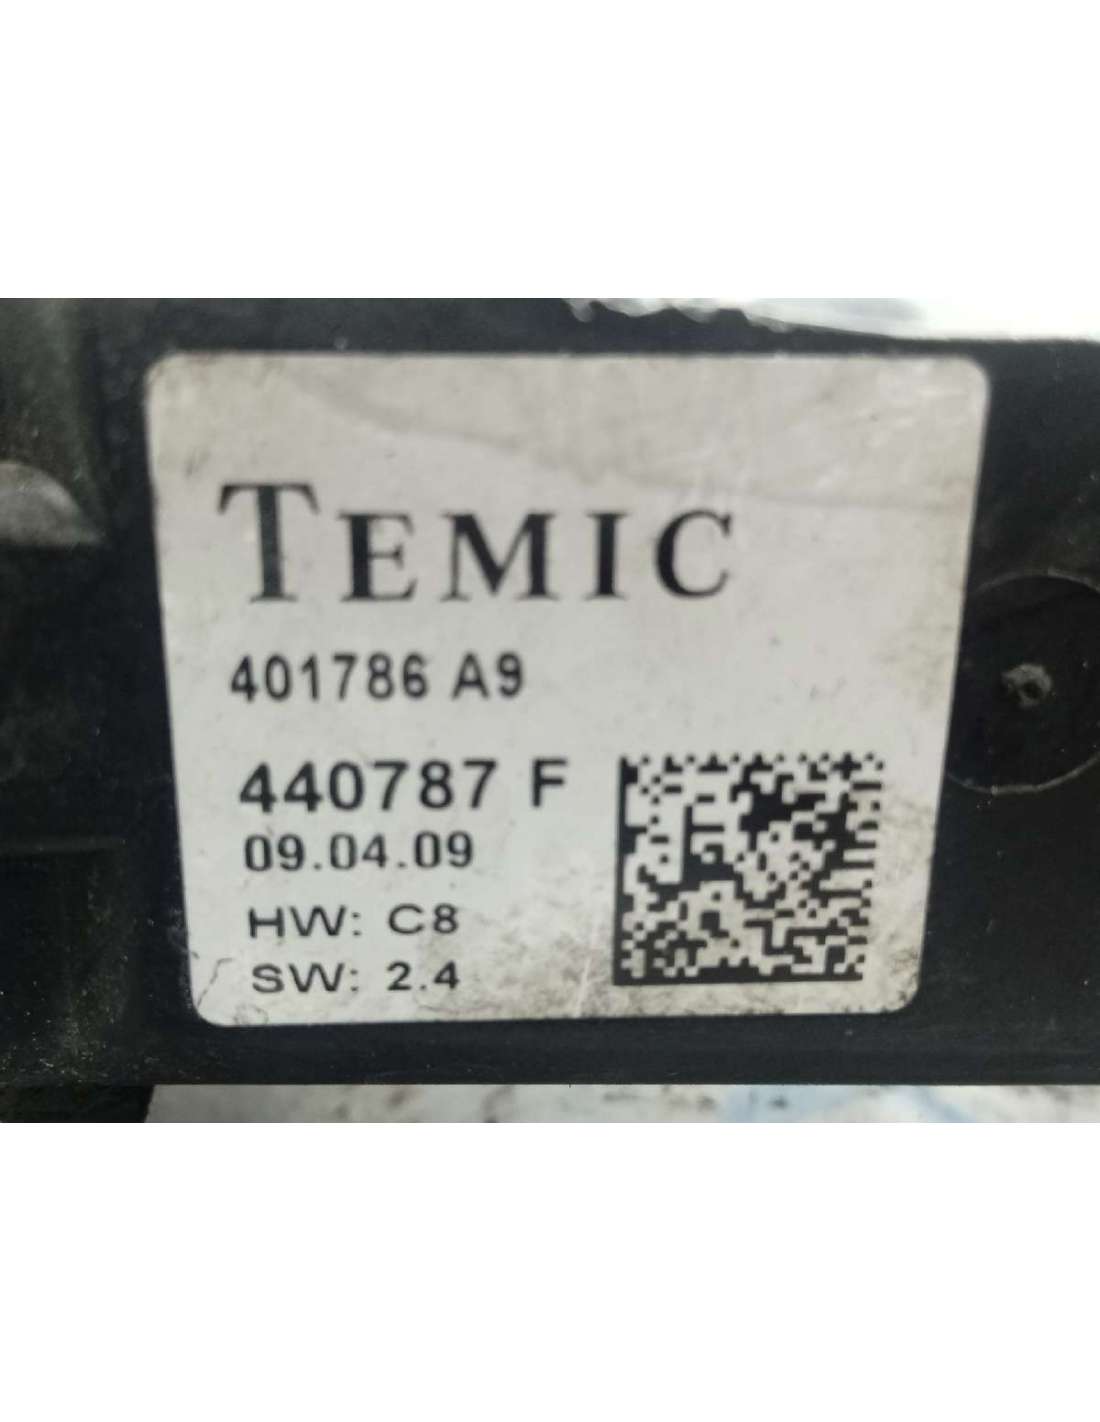 TEMIC
401786 A9
440787 F
09.04.09
HW: C8
SW: 2.4